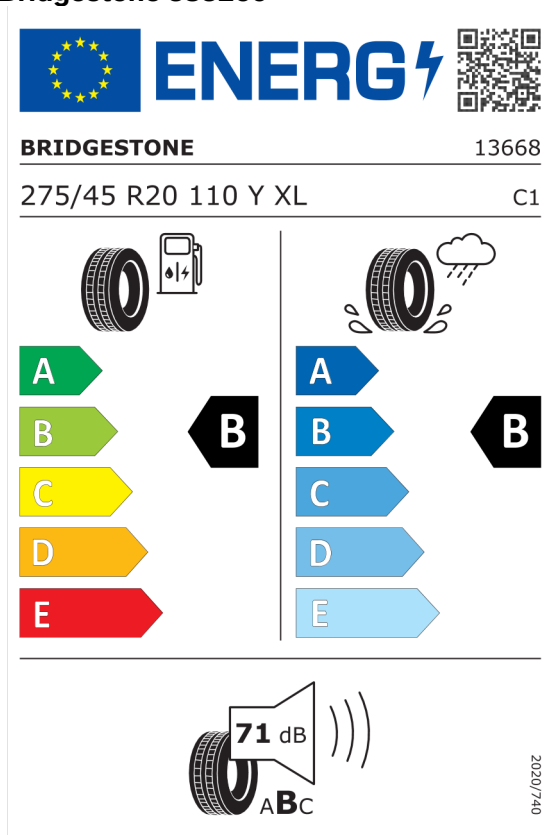 ENERG
BRIDGESTONE 13668
275/45 R20 110 Y XL C1
A A
B B B B
C C
D D
E E
71 dB
ABC
2020/740